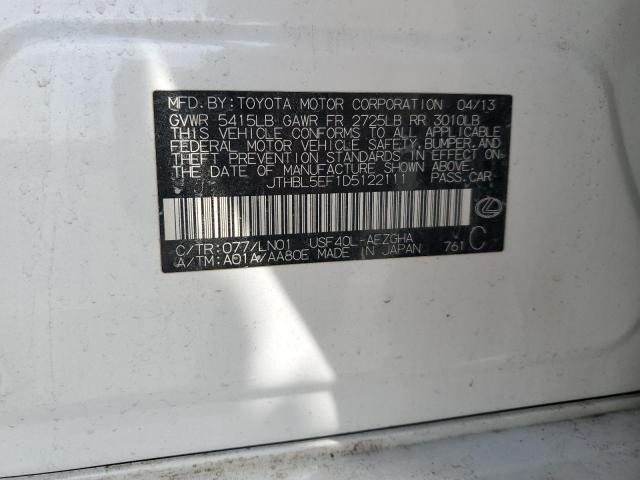 MFD.BY:TOYOTA MOTOR CORPORATION 04/13
GVWR 5415LB GAWR FR 2725LB RR 3010LB
THIS VEHICLE CONFORMS TO ALL APPLICABLE
FEDERAL MOTOR VEHICLE SAFETY,BUMPER,AND
THEFT PREVENTION STANDARDS IN EFFECT ON
THE DATE OF MANUFACTURE SHOWN ABOVE.
JTHBL5EF1D5122111 PASS.CAR
C/TR:077/LN01 USF40L-AEZGHA C
A/TM:A01A/AA80E MADE IN JAPAN 761